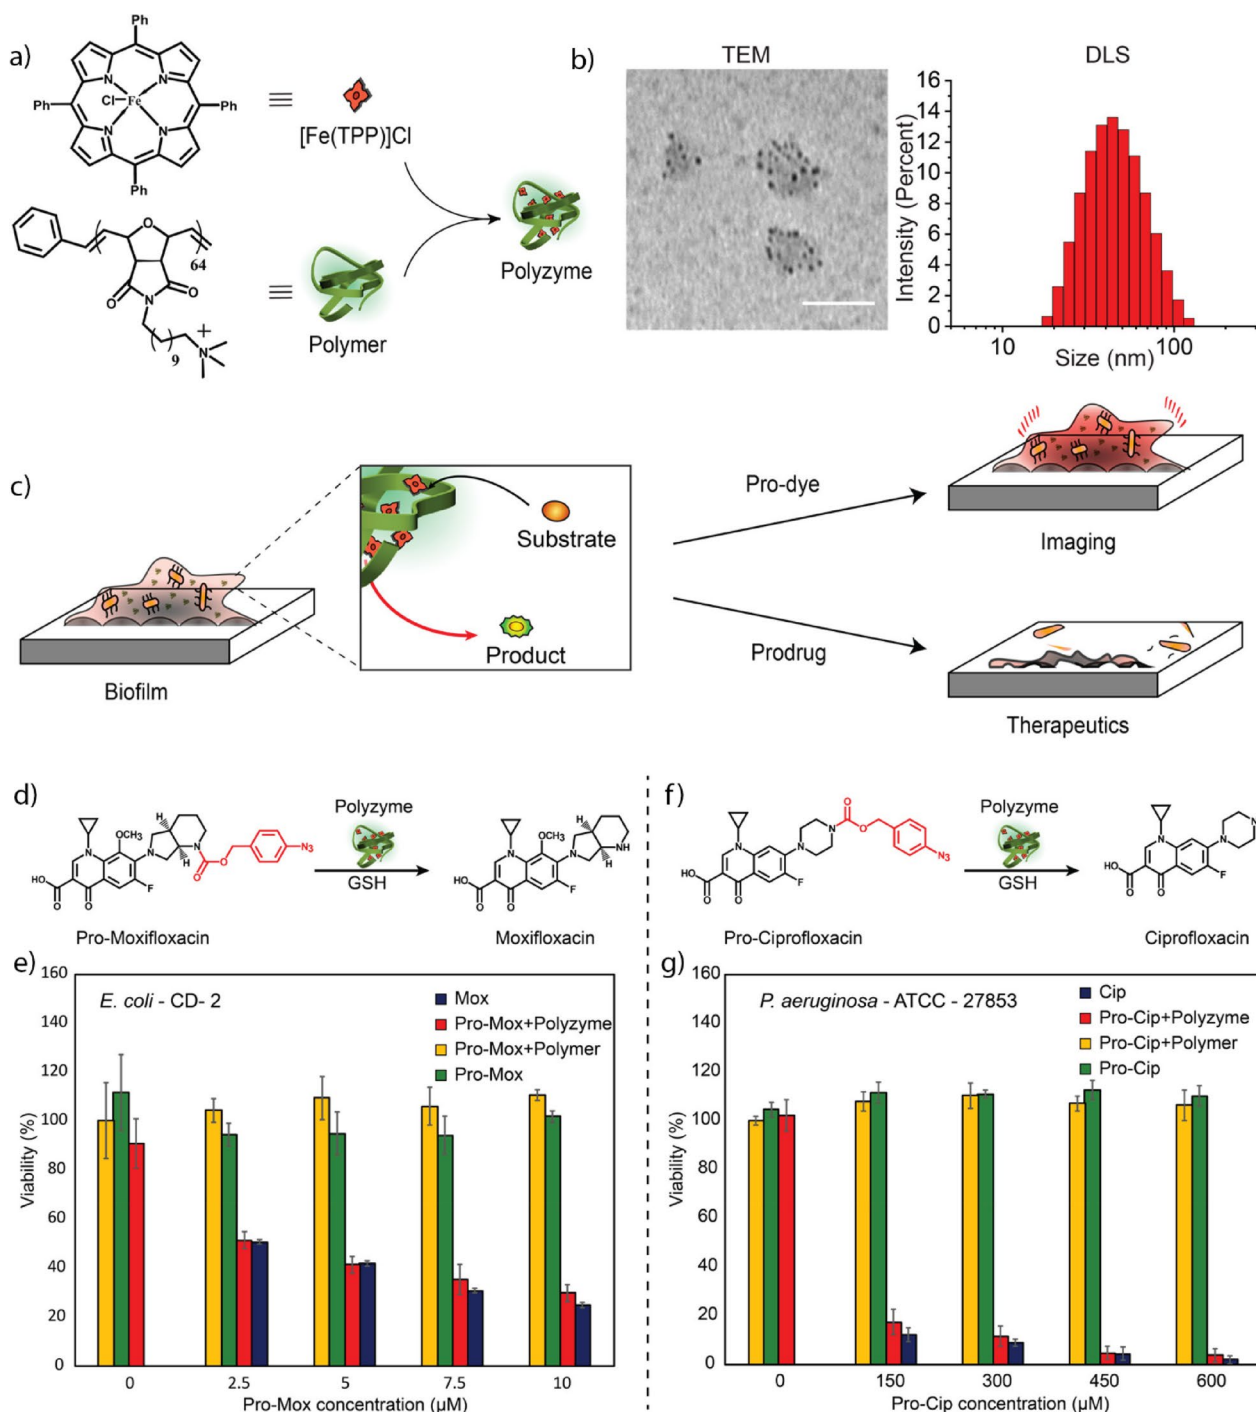 a)
Ph
N
N
Ph
Cl
Fe
Ph
N
N
Ph
≡
[Fe(TPP)]Cl
O
64
O
N
O
9
+
N
≡
Polymer
Polyzyme
b)
TEM
DLS
Intensity (Percent)
16
14
12
10
8
6
4
2
0
10
100
Size (nm)
c)
Biofilm
Substrate
Product
Pro-dye
Imaging
Prodrug
Therapeutics
d)
H
OCH3
N
N
N
H
O
O
N3
HO
O
O
F
Polyzyme
GSH
H
OCH3
N
N
NH
H
HO
O
O
F
Pro-Moxifloxacin
Moxifloxacin
f)
O
N
O
N
N
N3
HO
F
O
O
Polyzyme
GSH
N
N
HO
F
O
O
Pro-Ciprofloxacin
Ciprofloxacin
e)
E. coli - CD- 2
Mox
Pro-Mox+Polyzyme
Pro-Mox+Polymer
Pro-Mox
Viability (%)
160
140
120
100
80
60
40
20
0
0
2.5
5
7.5
10
Pro-Mox concentration (µM)
g)
P. aeruginosa - ATCC - 27853
Cip
Pro-Cip+Polyzyme
Pro-Cip+Polymer
Pro-Cip
Viability (%)
160
140
120
100
80
60
40
20
0
0
150
300
450
600
Pro-Cip concentration (µM)